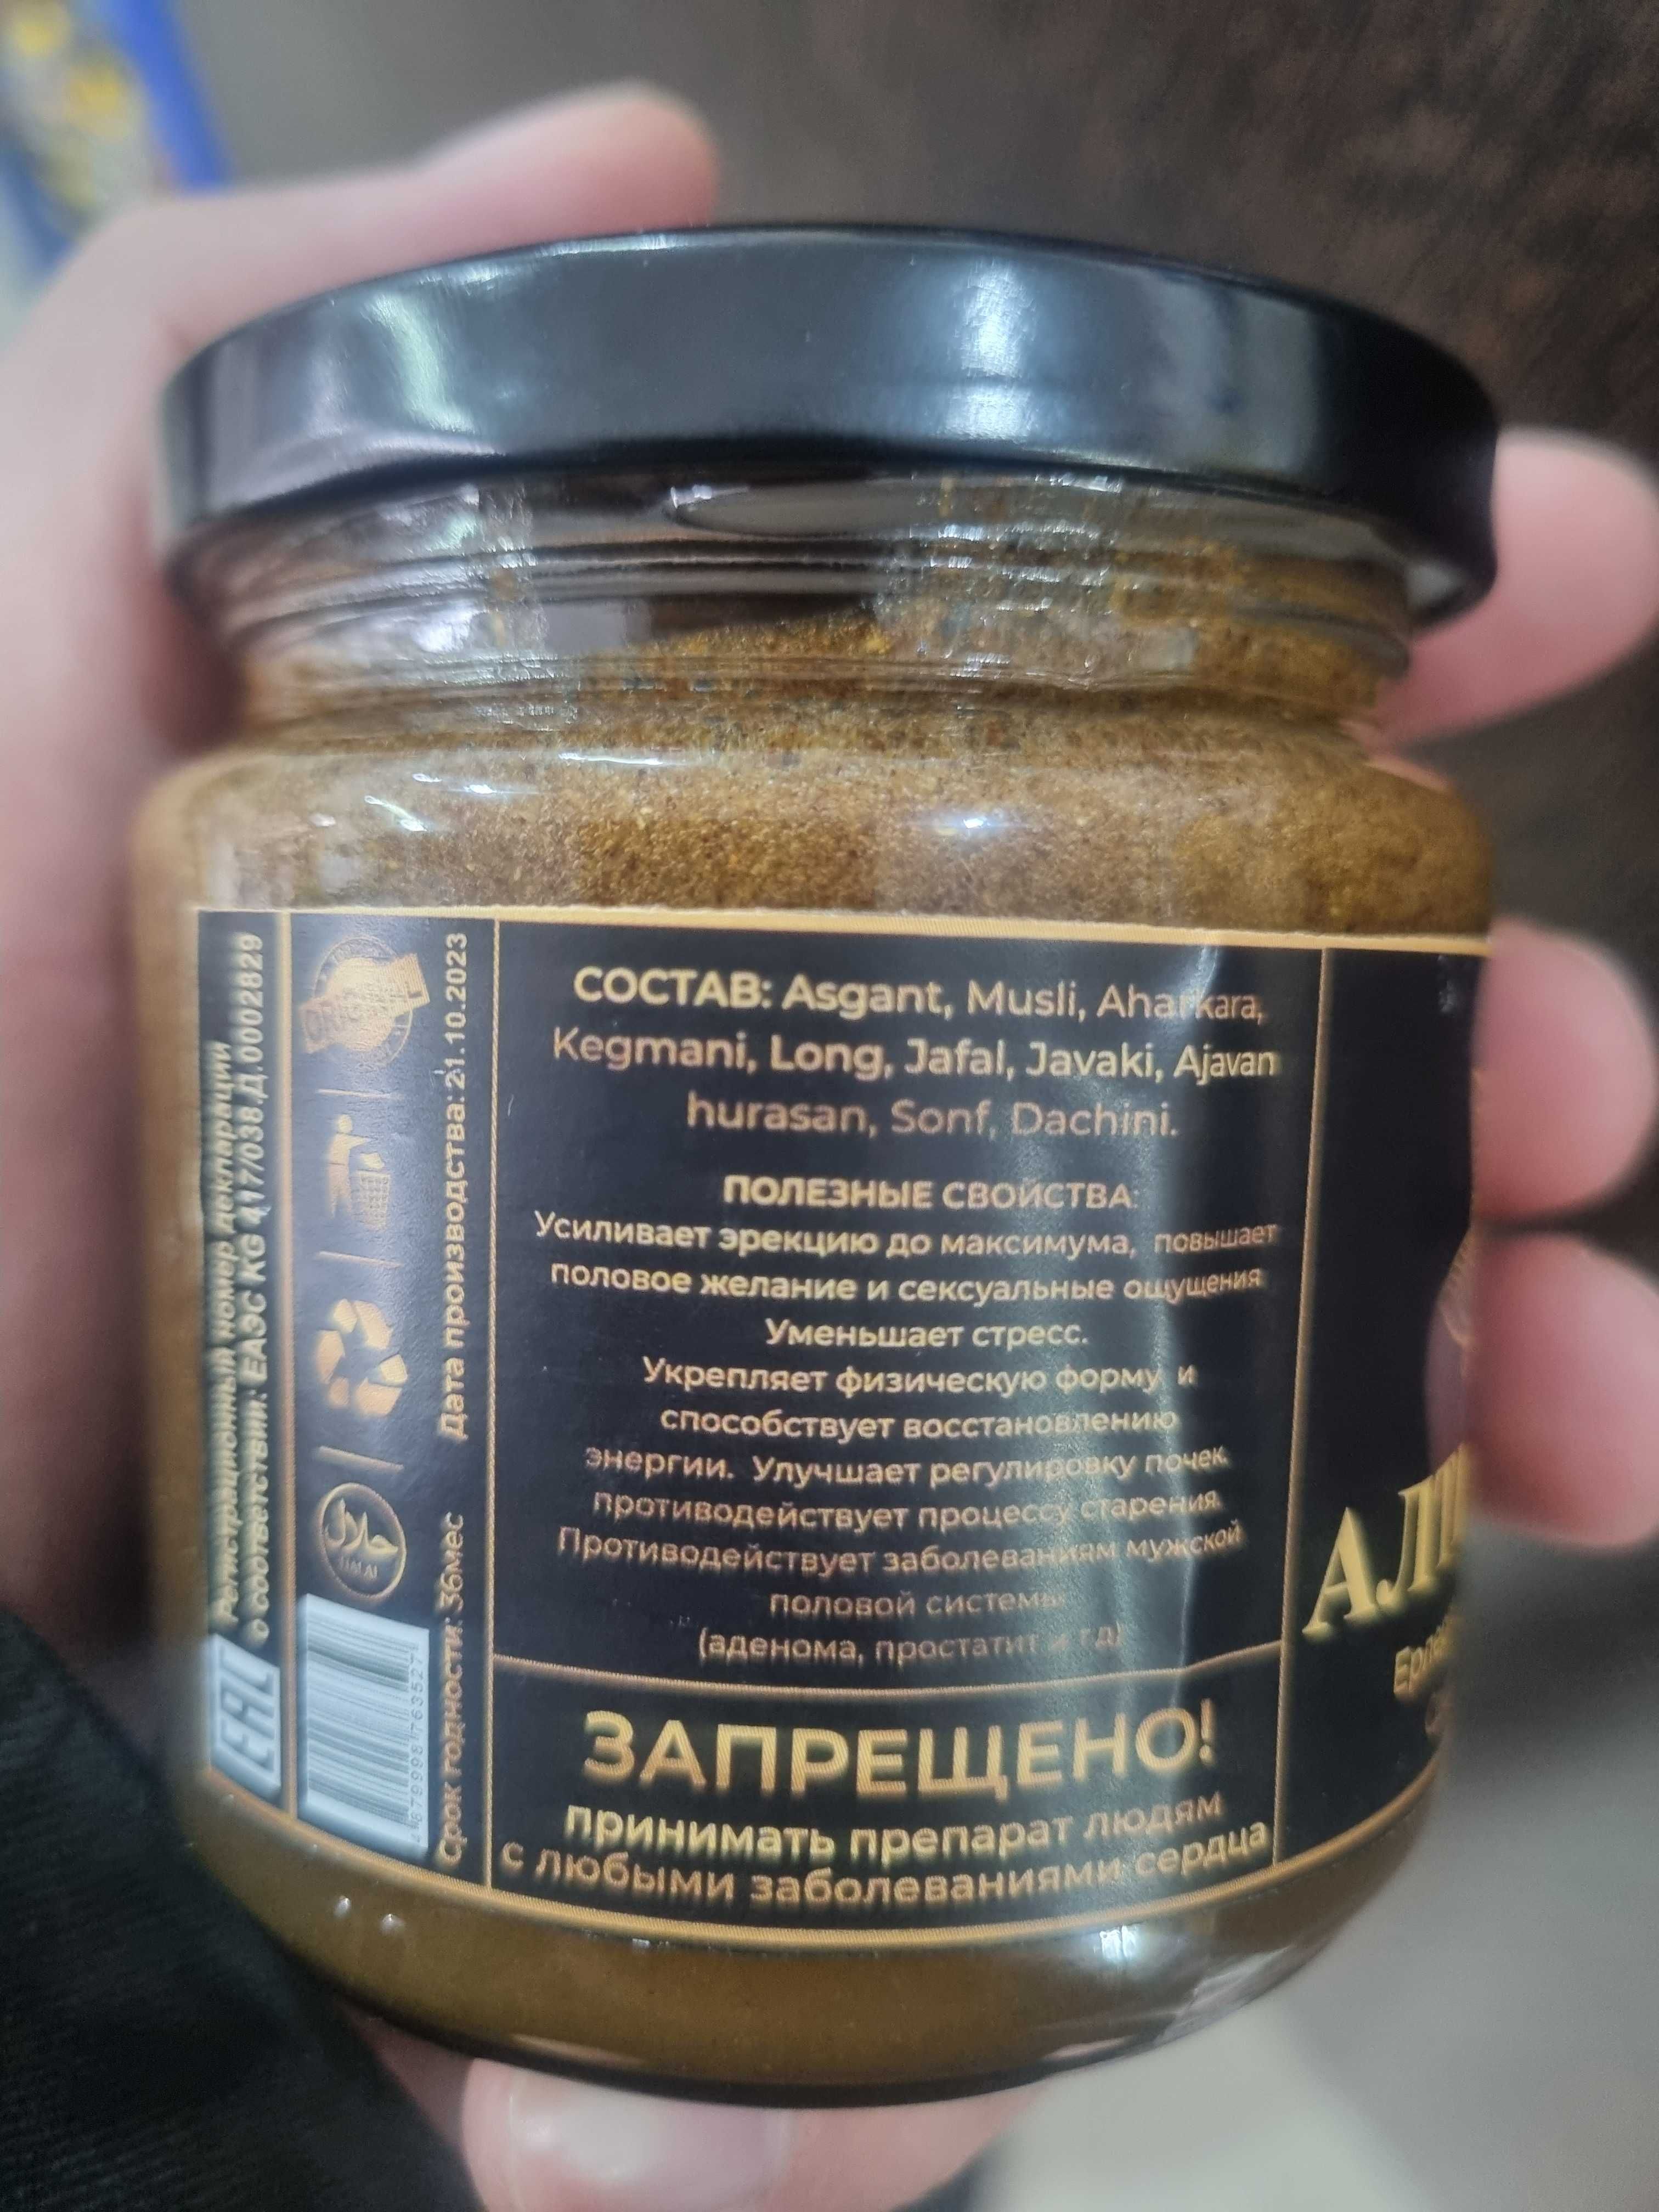 Регистрационный номер декларации
о соответствии: ЕАЭС KG 417/038.Д.0002829
EAC
ORIGINAL
حلال
HALAL
Дата производства: 21.10.2023
Срок годности: 36мес
СОСТАВ: Asgant, Musli, Aharkara,
Kegmani, Long, Jafal, Javaki, Ajavan
hurasan, Sonf, Dachini.
ПОЛЕЗНЫЕ СВОЙСТВА:
Усиливает эрекцию до максимума, повышает
половое желание и сексуальные ощущения
Уменьшает стресс.
Укрепляет физическую форму и
способствует восстановлению
энергии. Улучшает регулировку почек
противодействует процессу старения.
Противодействует заболеваниям мужской
половой системы
(аденома, простатит и тд)
ЗАПРЕЩЕНО!
принимать препарат людям
с любыми заболеваниями сердца